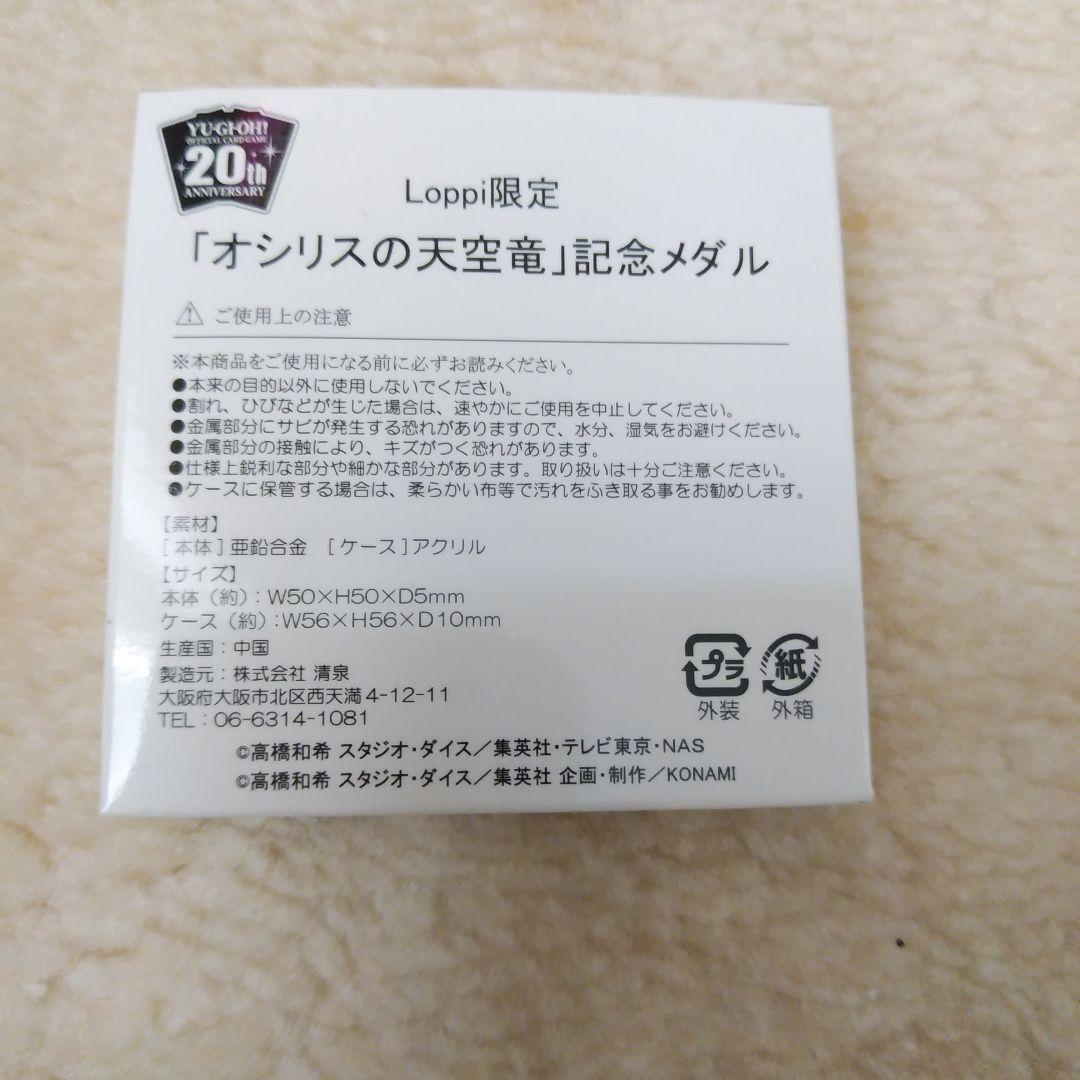 YU-GI-OH!
OFFICIAL CARD GAME
20th
ANNIVERSARY
Loppi限定
「オシリスの天空竜」記念メダル
ご使用上の注意
※本商品をご使用になる前に必ずお読みください。
●本来の目的以外に使用しないでください。
●割れ、ひびなどが生じた場合は、速やかにご使用を中止してください。
●金属部分にサビが発生する恐れがありますので、水分、湿気をお避けください。
●金属部分の接触により、キズがつく恐れがあります。
●仕様上鋭利な部分や細かな部分があります。取り扱いは十分ご注意ください。
●ケースに保管する場合は、柔らかい布等で汚れをふき取る事をお勧めします。
【素材】
[本体]亜鉛合金 [ケース]アクリル
【サイズ】
本体（約）：W50×H50×D5mm
ケース（約）：W56×H56×D10mm
生産国：中国
製造元：株式会社 清泉
大阪府大阪市北区西天満4-12-11
TEL：06-6314-1081
プラ 紙
外装 外箱
©高橋和希 スタジオ・ダイス／集英社・テレビ東京・NAS
©高橋和希 スタジオ・ダイス／集英社 企画・制作／KONAMI